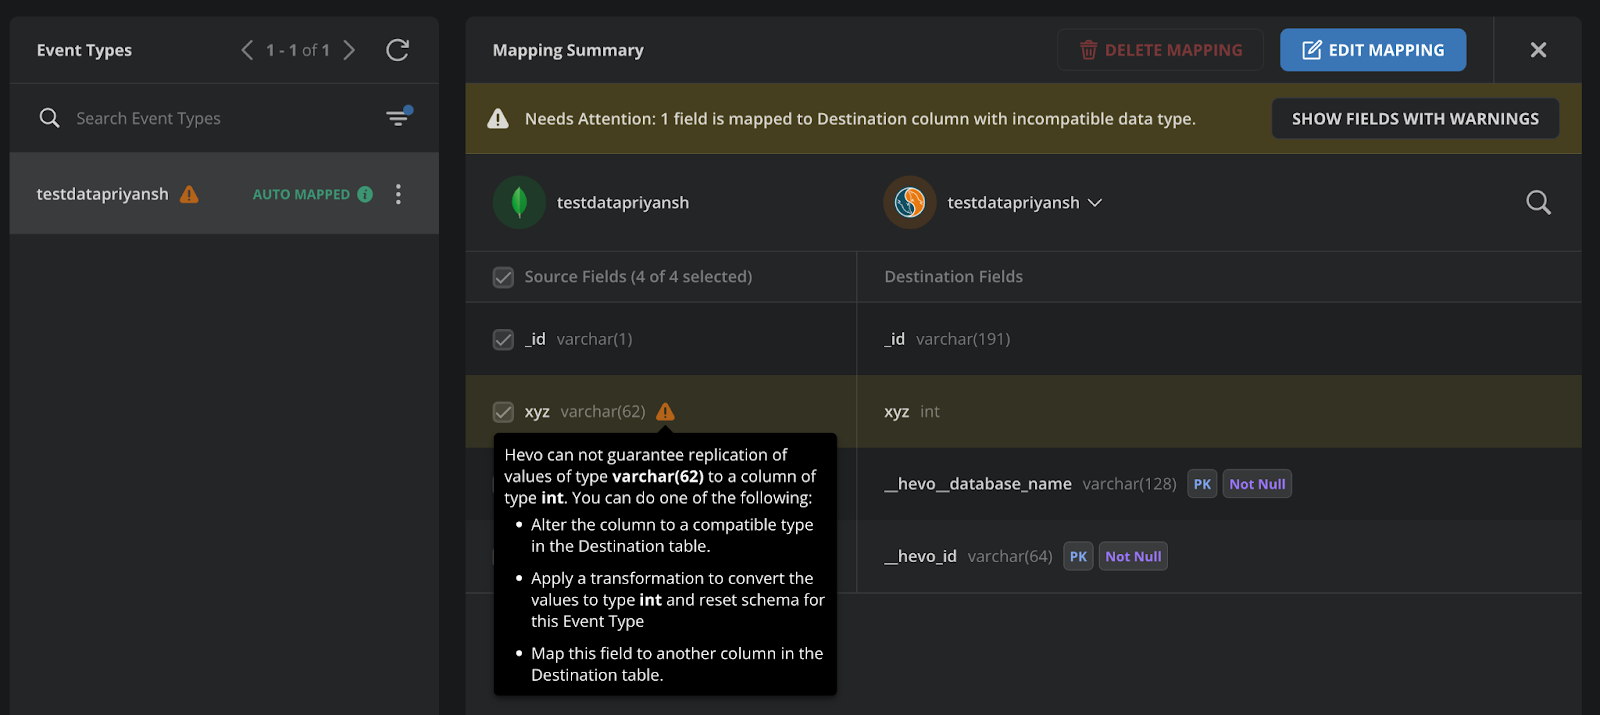 Event Types
1 - 1 of 1
Search Event Types
testdatapriyansh AUTO MAPPED
Mapping Summary
DELETE MAPPING
EDIT MAPPING
Needs Attention: 1 field is mapped to Destination column with incompatible data type.
SHOW FIELDS WITH WARNINGS
testdatapriyansh
testdatapriyansh
Source Fields (4 of 4 selected)
Destination Fields
_id varchar(1)
_id varchar(191)
xyz varchar(62)
xyz int
Hevo can not guarantee replication of
values of type varchar(62) to a column of
type int. You can do one of the following:
• Alter the column to a compatible type
in the Destination table.
• Apply a transformation to convert the
values to type int and reset schema for
this Event Type
• Map this field to another column in the
Destination table.
__hevo__database_name varchar(128) PK Not Null
__hevo_id varchar(64) PK Not Null